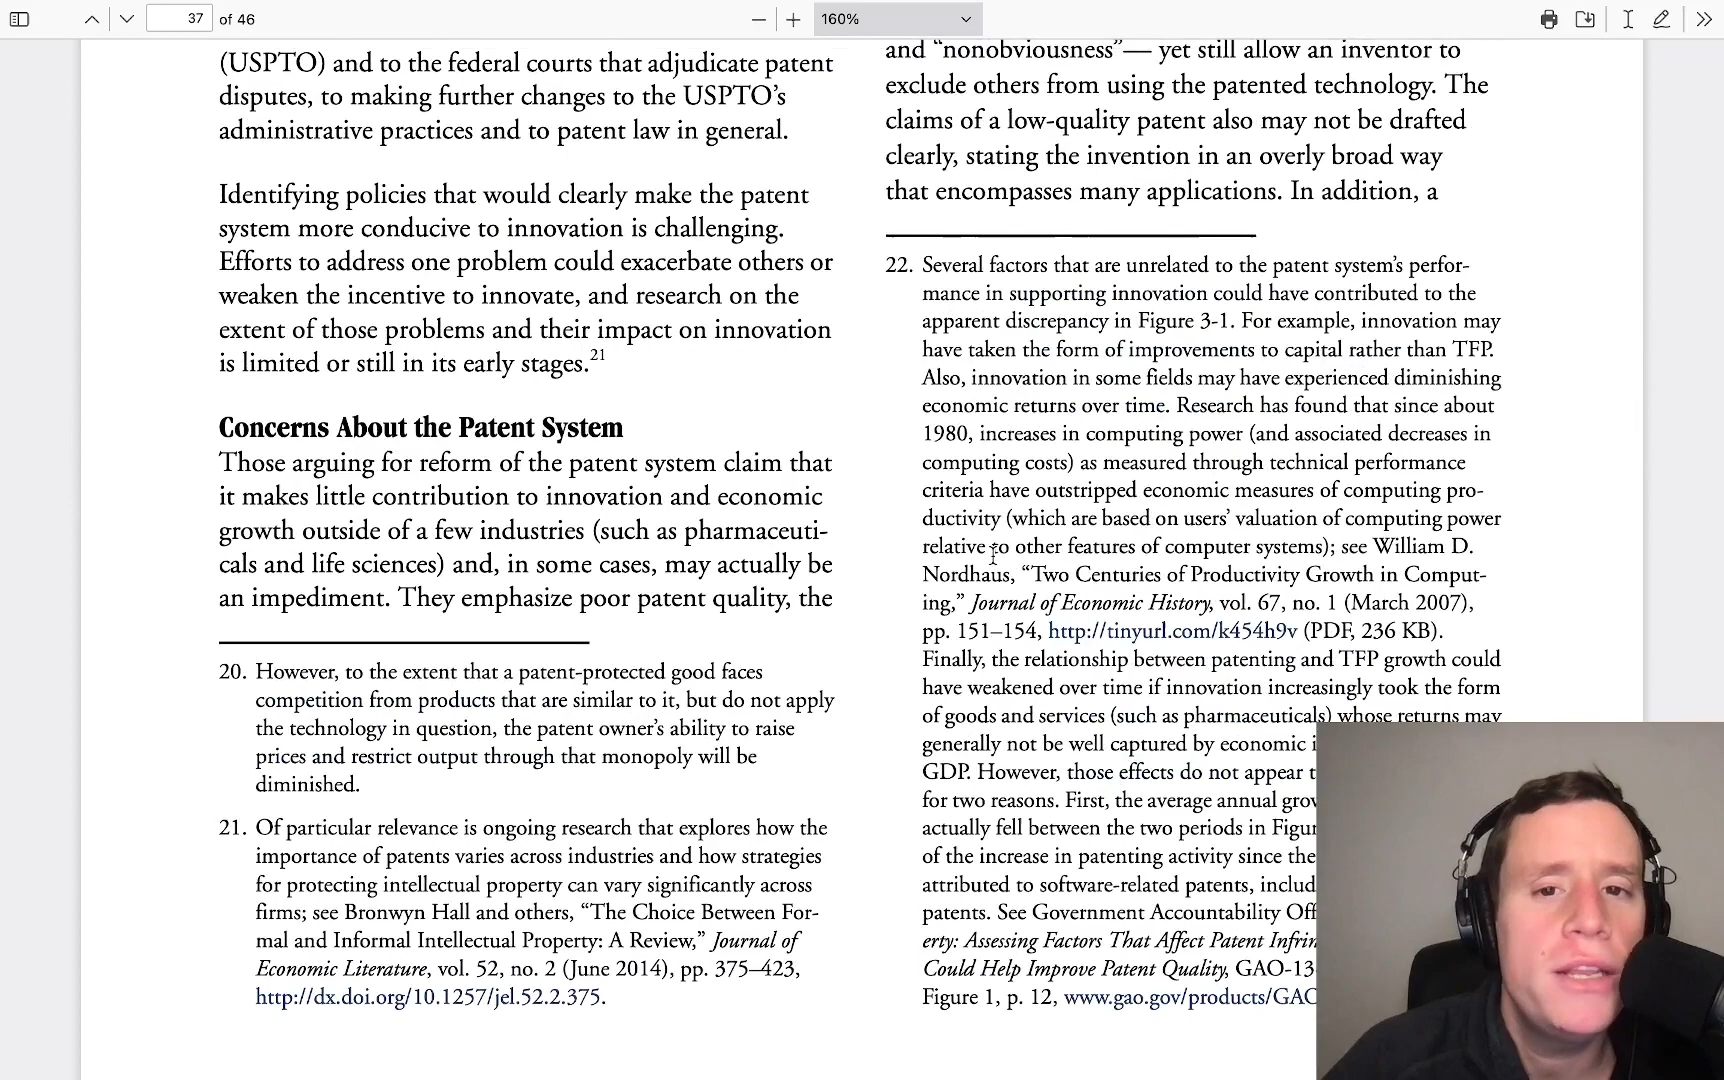 37 of 46
160%
(USPTO) and to the federal courts that adjudicate patent
disputes, to making further changes to the USPTO’s
administrative practices and to patent law in general.
Identifying policies that would clearly make the patent
system more conducive to innovation is challenging.
Efforts to address one problem could exacerbate others or
weaken the incentive to innovate, and research on the
extent of those problems and their impact on innovation
is limited or still in its early stages.21
Concerns About the Patent System
Those arguing for reform of the patent system claim that
it makes little contribution to innovation and economic
growth outside of a few industries (such as pharmaceuti-
cals and life sciences) and, in some cases, may actually be
an impediment. They emphasize poor patent quality, the
20. However, to the extent that a patent-protected good faces
competition from products that are similar to it, but do not apply
the technology in question, the patent owner’s ability to raise
prices and restrict output through that monopoly will be
diminished.
21. Of particular relevance is ongoing research that explores how the
importance of patents varies across industries and how strategies
for protecting intellectual property can vary significantly across
firms; see Bronwyn Hall and others, “The Choice Between For-
mal and Informal Intellectual Property: A Review,” Journal of
Economic Literature, vol. 52, no. 2 (June 2014), pp. 375–423,
http://dx.doi.org/10.1257/jel.52.2.375.
and “nonobviousness”— yet still allow an inventor to
exclude others from using the patented technology. The
claims of a low-quality patent also may not be drafted
clearly, stating the invention in an overly broad way
that encompasses many applications. In addition, a
22. Several factors that are unrelated to the patent system’s perfor-
mance in supporting innovation could have contributed to the
apparent discrepancy in Figure 3-1. For example, innovation may
have taken the form of improvements to capital rather than TFP.
Also, innovation in some fields may have experienced diminishing
economic returns over time. Research has found that since about
1980, increases in computing power (and associated decreases in
computing costs) as measured through technical performance
criteria have outstripped economic measures of computing pro-
ductivity (which are based on users’ valuation of computing power
relative to other features of computer systems); see William D.
Nordhaus, “Two Centuries of Productivity Growth in Comput-
ing,” Journal of Economic History, vol. 67, no. 1 (March 2007),
pp. 151–154, http://tinyurl.com/k454h9v (PDF, 236 KB).
Finally, the relationship between patenting and TFP growth could
have weakened over time if innovation increasingly took the form
of goods and services (such as pharmaceuticals) whose returns may
generally not be well captured by economic
GDP. However, those effects do not appear
for two reasons. First, the average annual
actually fell between the two periods in
of the increase in patenting activity since the
attributed to software-related patents,
patents. See Government Accountability
erty: Assessing Factors That Affect Patent
Could Help Improve Patent Quality, GAO-13
Figure 1, p. 12, www.gao.gov/products/GAO